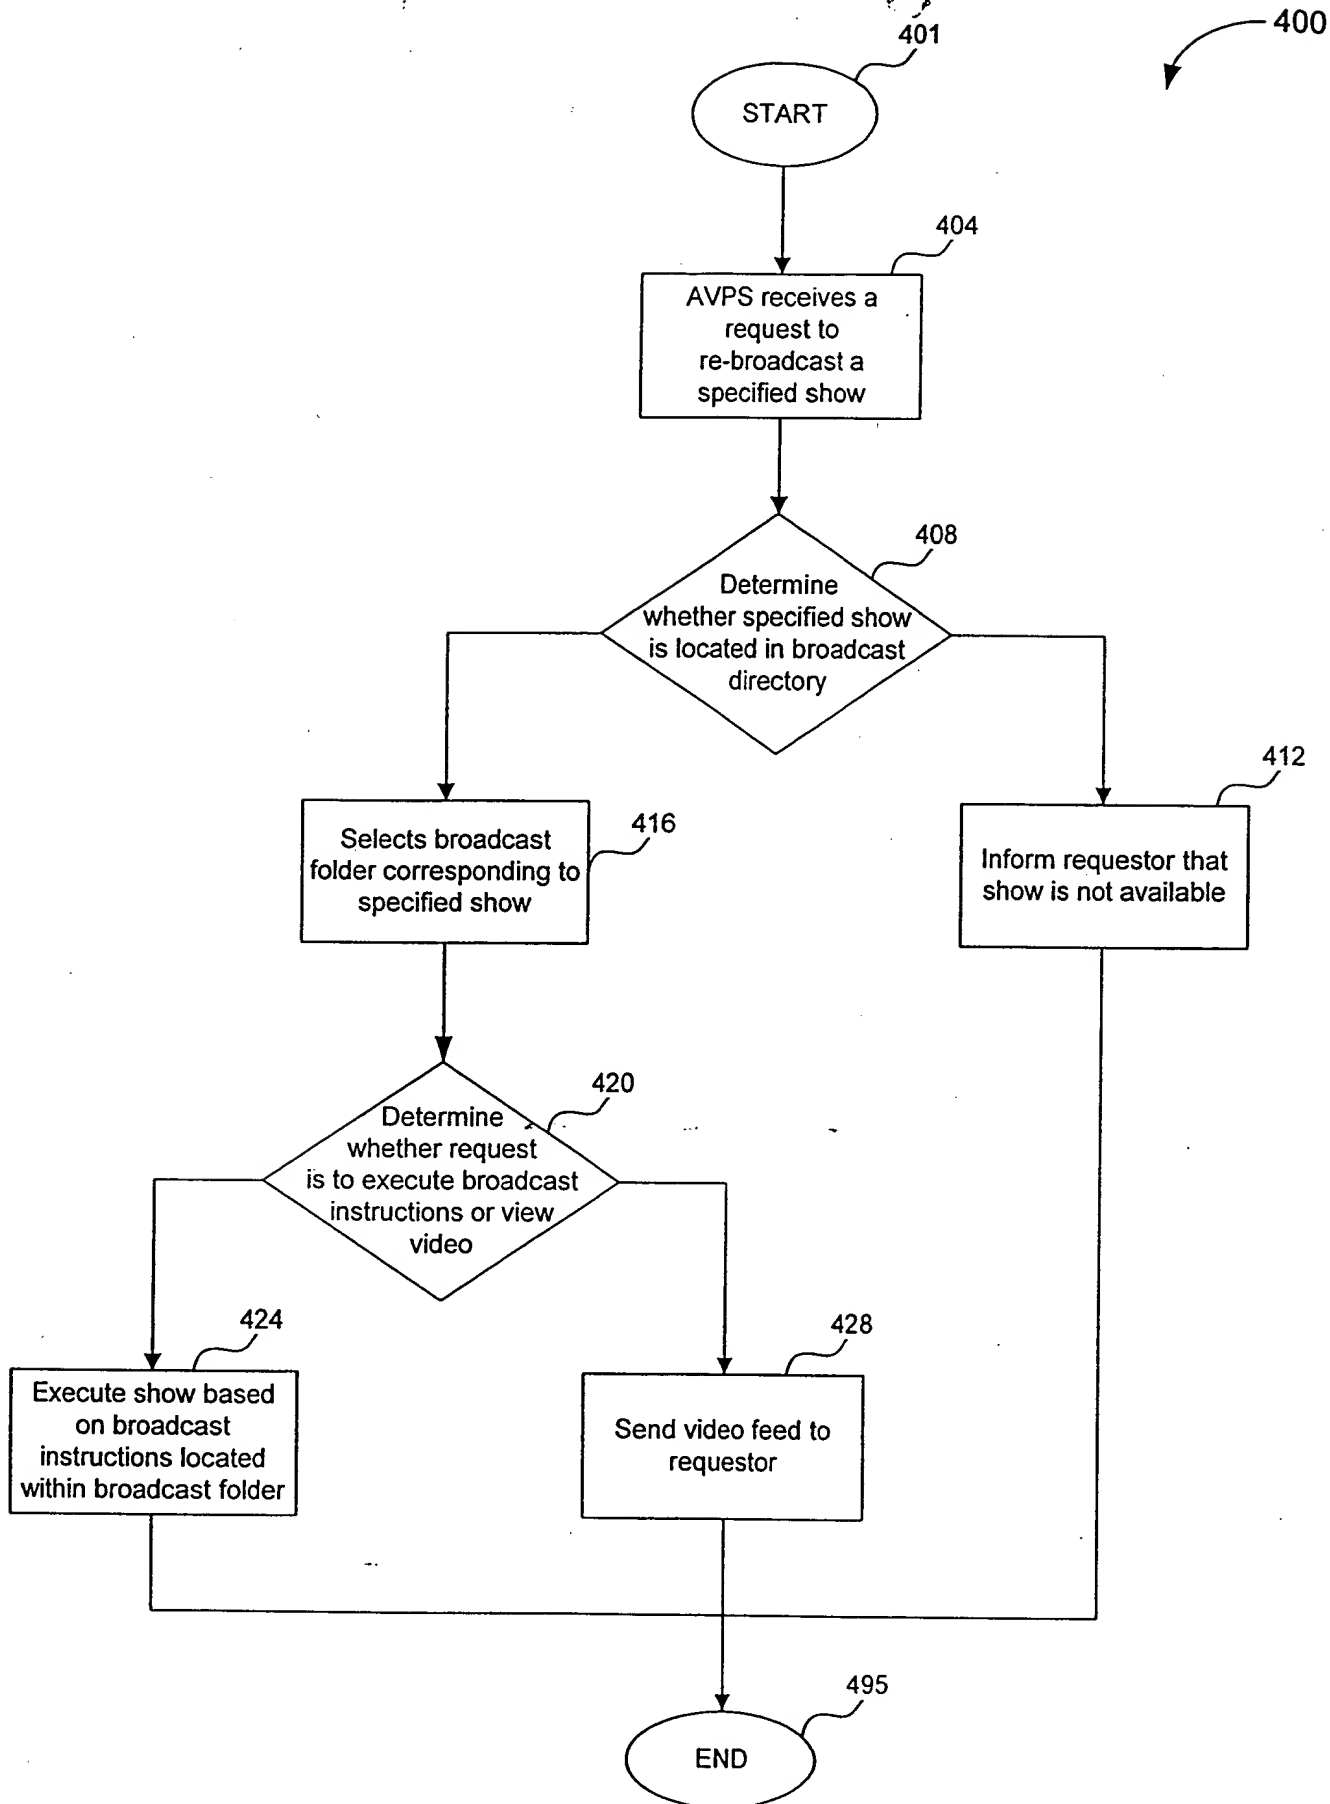 400
401
START
404
AVPS receives a
request to
re-broadcast a
specified show
408
Determine
whether specified show
is located in broadcast
directory
412
Inform requestor that
show is not available
416
Selects broadcast
folder corresponding to
specified show
420
Determine
whether request
is to execute broadcast
instructions or view
video
424
Execute show based
on broadcast
instructions located
within broadcast folder
428
Send video feed to
requestor
495
END